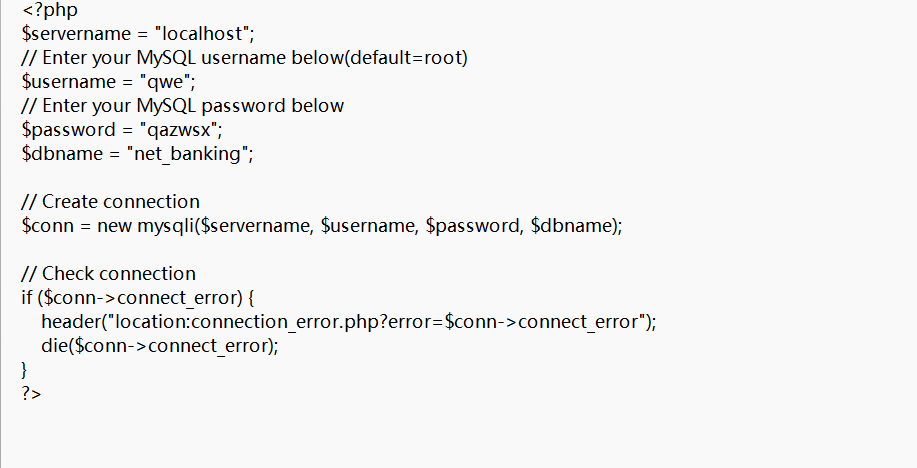 <?php
$servername = "localhost";
// Enter your MySQL username below(default=root)
$username = "qwe";
// Enter your MySQL password below
$password = "qazwsx";
$dbname = "net_banking";

// Create connection
$conn = new mysqli($servername, $username, $password, $dbname);

// Check connection
if ($conn->connect_error) {
    header("location:connection_error.php?error=$conn->connect_error");
    die($conn->connect_error);
}
?>